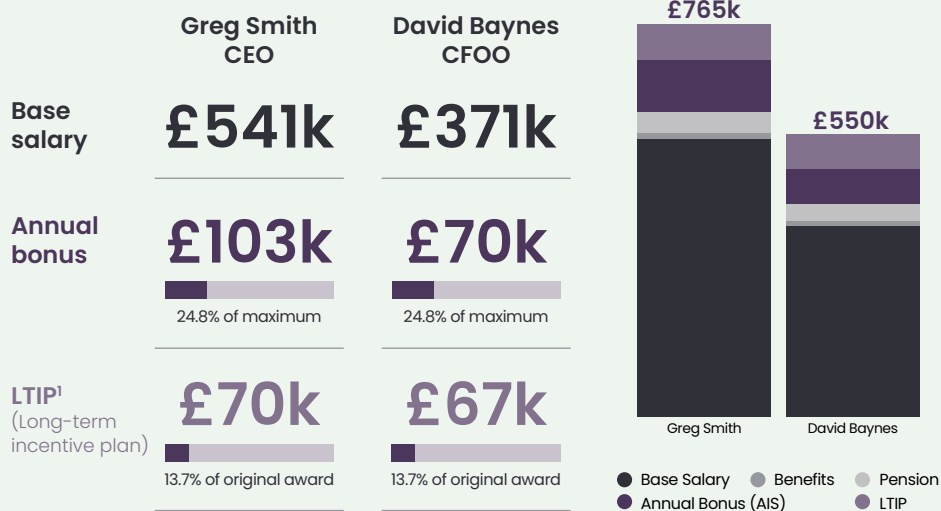 Greg Smith
CEO
David Baynes
CFOO
Base
salary
£541k
£371k
Annual
bonus
£103k
£70k
24.8% of maximum
24.8% of maximum
LTIP¹
(Long-term
incentive plan)
£70k
£67k
13.7% of original award
13.7% of original award
£765k
£550k
Greg Smith
David Baynes
Base Salary
Benefits
Pension
Annual Bonus (AIS)
LTIP